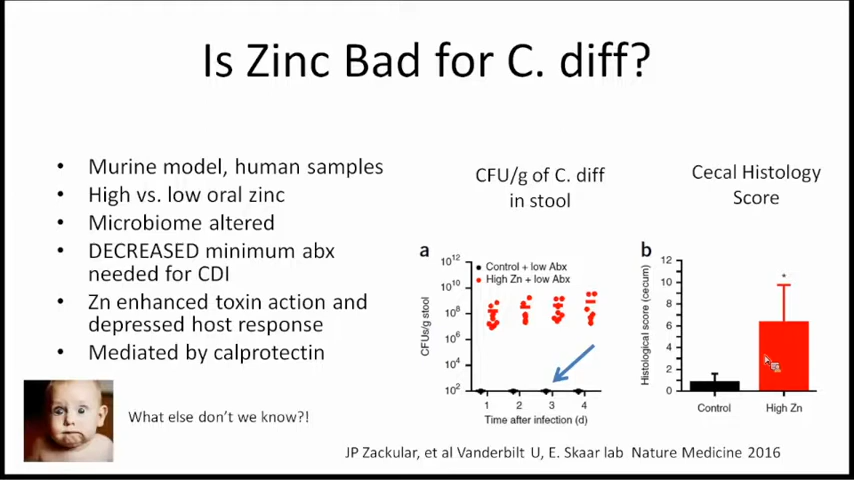 Is Zinc Bad for C. diff?
• Murine model, human samples
• High vs. low oral zinc
• Microbiome altered
• DECREASED minimum abx
needed for CDI
• Zn enhanced toxin action and
depressed host response
• Mediated by calprotectin
What else don't we know?!
CFU/g of C. diff
in stool
a
Control + low Abx
High Zn + low Abx
CFUs/g stool
10¹²
10¹⁰
10⁸
10⁶
10⁴
10²
1 2 3 4
Time after infection (d)
Cecal Histology
Score
b
Histological score (cecum)
12
10
8
6
4
2
0
*
Control High Zn
JP Zackular, et al Vanderbilt U, E. Skaar lab Nature Medicine 2016